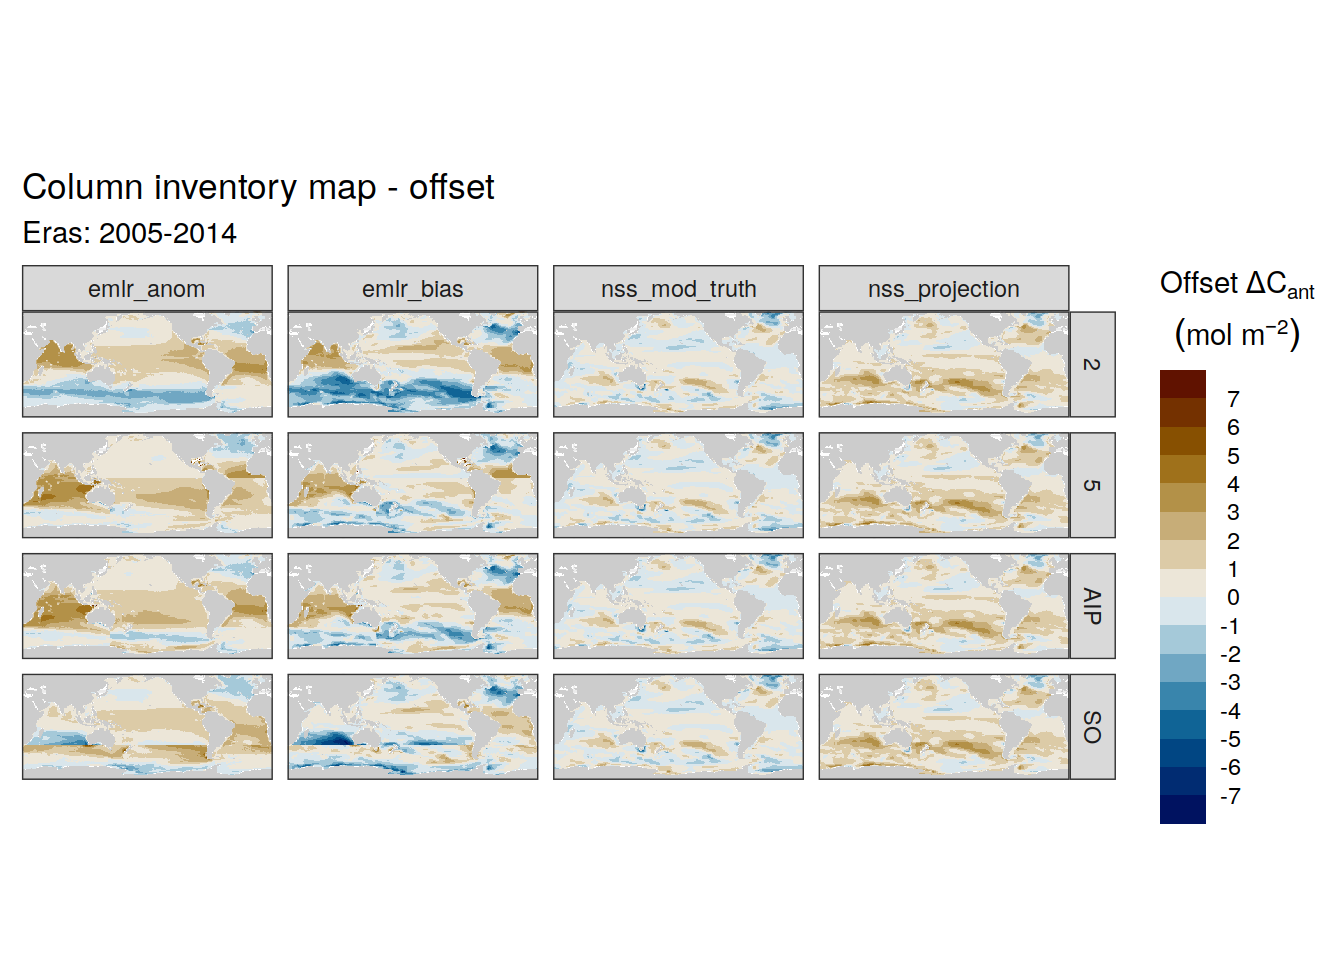 Column inventory map - offset
Eras: 2005-2014
emlr_anom
emlr_bias
nss_mod_truth
nss_projection
2
5
AIP
SO
Offset ΔCant
(mol m−2)
7
6
5
4
3
2
1
0
-1
-2
-3
-4
-5
-6
-7